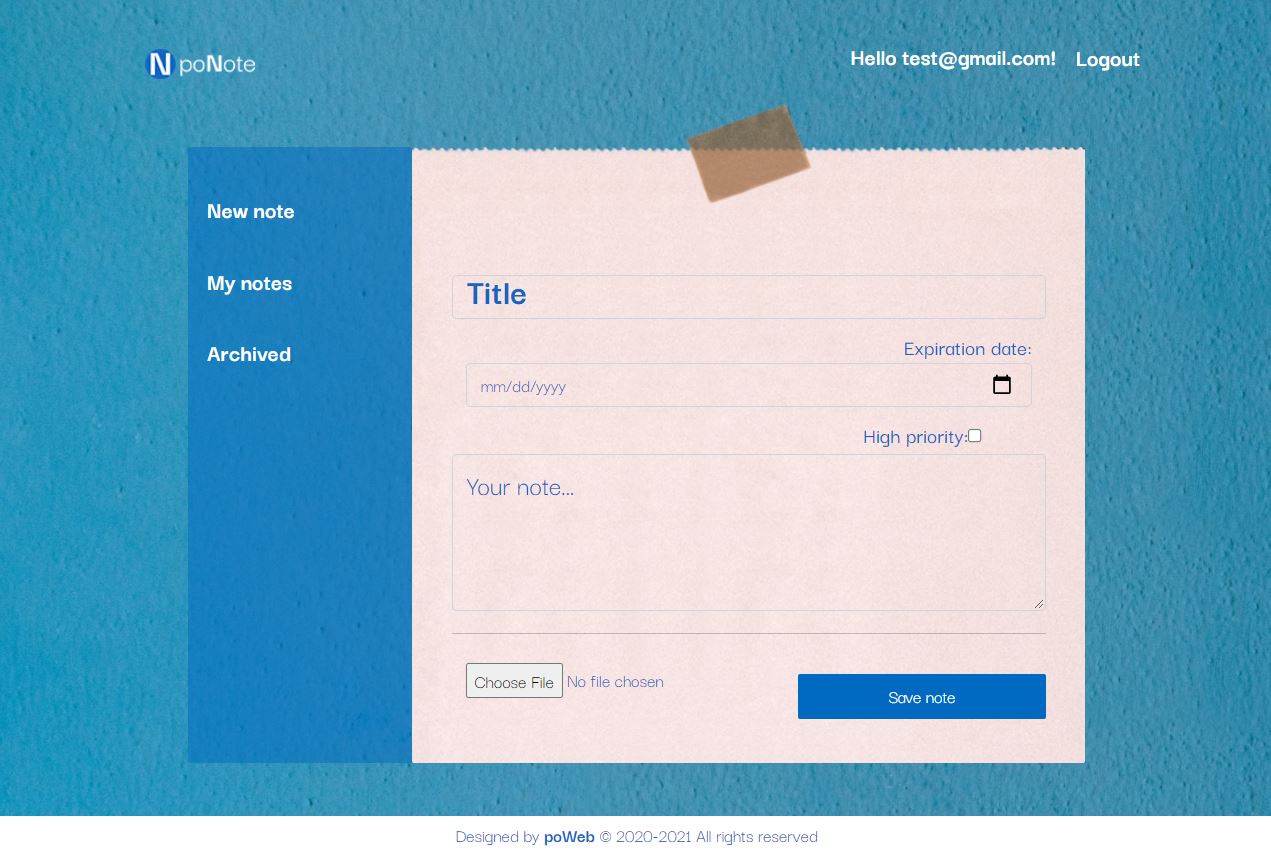 N poNote
Hello test@gmail.com! Logout
New note
My notes
Archived
Title
Expiration date:
mm/dd/yyyy
High priority:
Your note...
Choose File No file chosen
Save note
Designed by poWeb © 2020-2021 All rights reserved